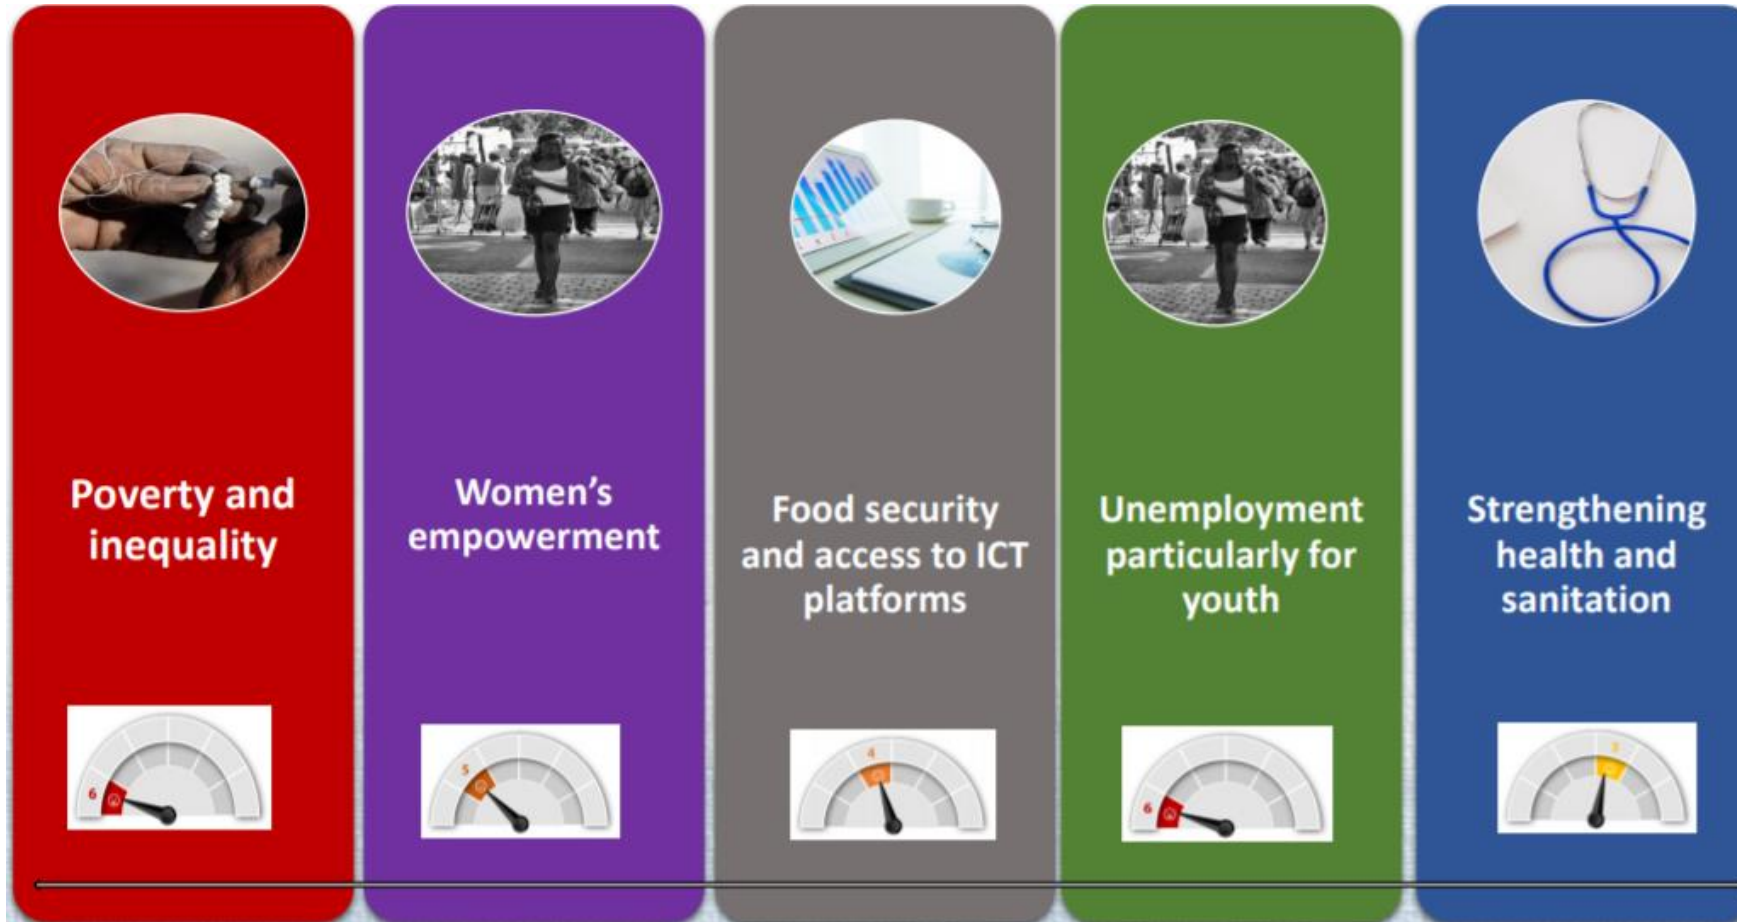 Poverty and
inequality
6
Women's
empowerment
5
Food security
and access to ICT
platforms
4
Unemployment
particularly for
youth
6
Strengthening
health and
sanitation
3